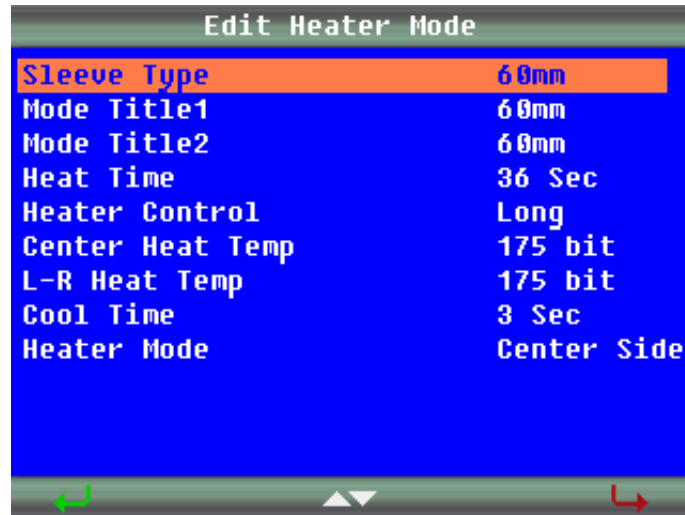 Edit Heater Mode
Sleeve Type 60mm
Mode Title1 60mm
Mode Title2 60mm
Heat Time 36 Sec
Heater Control Long
Center Heat Temp 175 bit
L-R Heat Temp 175 bit
Cool Time 3 Sec
Heater Mode Center Side